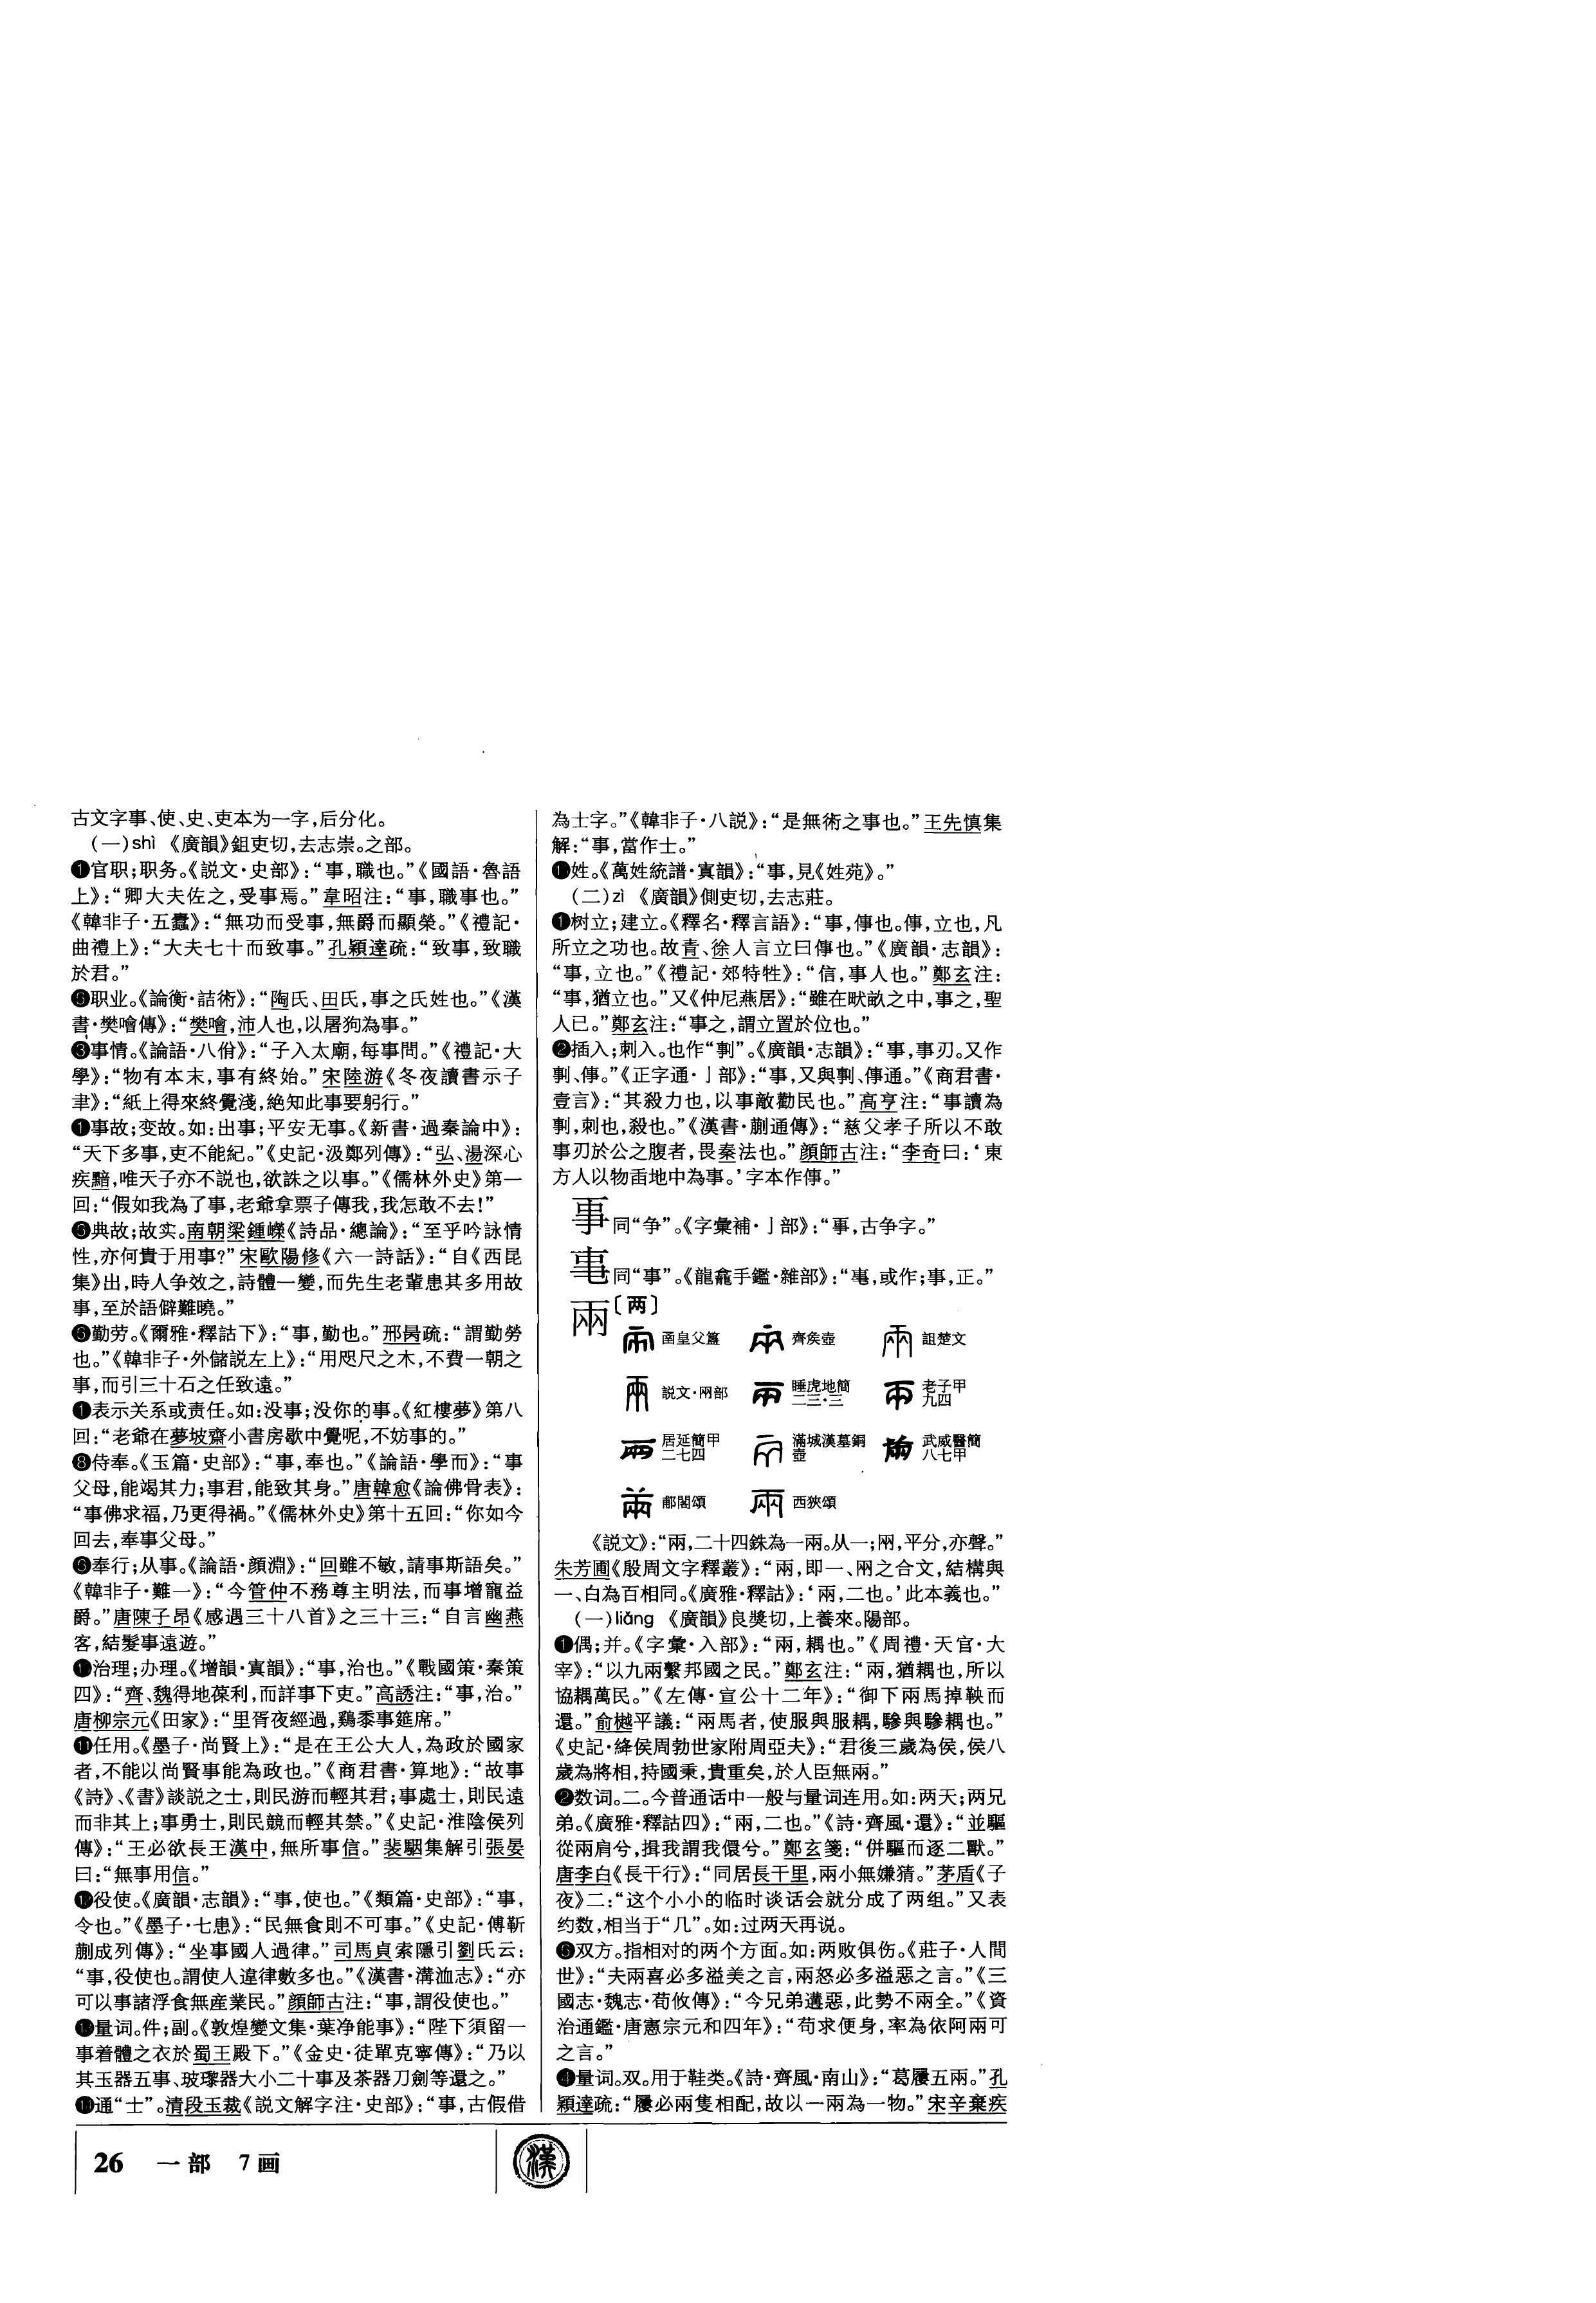 古文字事、使、史、吏本为一字,后分化。
(一)shì 《廣韻》鉏吏切,去志崇。之部。
❶官职;职务。《説文·史部》:“事,職也。”《國語·魯語
上》:“卿大夫佐之,受事焉。”韋昭注:“事,職事也。”
《韓非子·五蠹》:“無功而受事,無爵而顯榮。”《禮記·
曲禮上》:“大夫七十而致事。”孔穎達疏:“致事,致職
於君。”
職业。《論衡·詰術》:“陶氏、田氏,事之氏姓也。”《漢
書·樊噲傳》:“樊噲,沛人也,以屠狗為事。”
❸事情。《論語·八佾》:“子入太廟,每事問。”《禮記·大
學》:“物有本末,事有終始。”宋陸游《冬夜讀書示子
聿》:“紙上得來終覺淺,絶知此事要躬行。”
事故;变故。如:出事;平安无事。《新書·過秦論中》:
“天下多事,吏不能紀。”《史記·汲鄭列傳》:“弘、湯深心
疾黯,唯天子亦不説也,欲誅之以事。”《儒林外史》第一
回:“假如我為了事,老爺拿票子傳我,我怎敢不去!”
❺典故;故实。南朝梁鍾嶸《詩品·總論》:“至乎吟詠情
性,亦何貴于用事?”宋歐陽修《六一詩話》:“自《西昆
集》出,時人争效之,詩體一變,而先生老輩患其多用故
事,至於語僻難曉。”
❻勤劳。《爾雅·釋詁下》:“事,勤也。”邢昺疏:“謂勤勞
也。”《韓非子·外儲説左上》:“用咫尺之木,不費一朝之
事,而引三十石之任致遠。”
表示关系或责任。如:没事;没你的事。《紅樓夢》第八
回:“老爺在夢坡齋小書房歇中覺呢,不妨事的。”
❽侍奉。《玉篇·史部》:“事,奉也。”《論語·學而》:“事
父母,能竭其力;事君,能致其身。”唐韓愈《論佛骨表》:
“事佛求福,乃更得禍。”《儒林外史》第十五回:“你如今
回去,奉事父母。”
❾奉行;从事。《論語·顔淵》:“回雖不敏,請事斯語矣。”
《韓非子·難一》:“今管仲不務尊主明法,而事增寵益
爵。”唐陳子昂《感遇三十八首》之三十三:“自言幽燕
客,結髮事遠遊。”
治理;办理。《增韻·寘韻》:“事,治也。”《戰國策·秦策
四》:“齊、魏得地葆利,而詳事下吏。”高誘注:“事,治。”
唐柳宗元《田家》:“里胥夜經過,鷄黍事筵席。”
⓫任用。《墨子·尚賢上》:“是在王公大人,為政於國家
者,不能以尚賢事能為政也。”《商君書·算地》:“故事
《詩》、《書》談説之士,則民游而輕其君;事處士,則民遠
而非其上;事勇士,則民競而輕其禁。”《史記·淮陰侯列
傳》:“王必欲長王漢中,無所事信。”裴駰集解引張晏
曰:“無事用信。”
⓬役使。《廣韻·志韻》:“事,使也。”《類篇·史部》:“事,
令也。”《墨子·七患》:“民無食則不可事。”《史記·傅靳
蒯成列傳》:“坐事國人過律。”司馬貞索隱引劉氏云:
“事,役使也。謂使人違律數多也。”《漢書·溝洫志》:“亦
可以事諸浮食無産業民。”顔師古注:“事,謂役使也。”
⓭量词。件;副。《敦煌變文集·葉净能事》:“陛下須留一
事着體之衣於蜀王殿下。”《金史·徒單克寧傳》:“乃以
其玉器五事、玻瓈器大小二十事及茶器刀劍等還之。”
通“士”。清段玉裁《説文解字注·史部》:“事,古假借
為士字。”《韓非子·八説》:“是無術之事也。”王先慎集
解:“事,當作士。”
姓。《萬姓統譜·寘韻》:“事,見《姓苑》。”
(二)zì 《廣韻》側吏切,去志莊。
❶树立;建立。《釋名·釋言語》:“事,倳也。倳,立也,凡
所立之功也。故青、徐人言立曰倳也。”《廣韻·志韻》:
“事,立也。”《禮記·郊特牲》:“信,事人也。”鄭玄注:
“事,猶立也。”又《仲尼燕居》:“雖在畎畝之中,事之,聖
人已。”鄭玄注:“事之,謂立置於位也。”
❷插入;刺入。也作“剚”。《廣韻·志韻》:“事,事刃。又作
剚、倳。”《正字通·亅部》:“事,又與剚、倳通。”《商君書·
壹言》:“其殺力也,以事敵勸民也。”高亨注:“事讀為
剚,刺也,殺也。”《漢書·蒯通傳》:“慈父孝子所以不敢
事刃於公之腹者,畏秦法也。”顔師古注:“李奇曰:‘東
方人以物臿地中為事。’字本作倳。”
同“争”。《字彙補·亅部》:“事,古争字。”
同“事”。《龍龕手鑑·雜部》:“,或作;事,正。”
兩〔两〕
圅皇父簋 齊矦壺 詛楚文
説文·㒳部 睡虎地簡二三·三 老子甲九四
居延簡甲二七四 滿城漢墓銅壺 武威醫簡八七甲
郙閣頌 西狹頌
《説文》:“兩,二十四銖為一兩。从一;㒳,平分,亦聲。”
朱芳圃《殷周文字釋叢》:“兩,即一、㒳之合文,結構與
一、白為百相同。《廣雅·釋詁》:‘兩,二也。’此本義也。”
(一)liǎng 《廣韻》良獎切,上養來。陽部。
❶偶;并。《字彙·入部》:“兩,耦也。”《周禮·天官·大
宰》:“以九兩繫邦國之民。”鄭玄注:“兩,猶耦也,所以
協耦萬民。”《左傳·宣公十二年》:“御下兩馬掉鞅而
還。”俞樾平議:“兩馬者,使服與服耦,驂與驂耦也。”
《史記·絳侯周勃世家附周亞夫》:“君後三歲為侯,侯八
歲為將相,持國秉,貴重矣,於人臣無兩。”
❷数词。二。今普通话中一般与量词连用。如:两天;两兄
弟。《廣雅·釋詁四》:“兩,二也。”《詩·齊風·還》:“並驅
從兩肩兮,揖我謂我儇兮。”鄭玄箋:“併驅而逐二獸。”
唐李白《長干行》:“同居長干里,兩小無嫌猜。”茅盾《子
夜》二:“这个小小的临时谈话会就分成了两组。”又表
约数,相当于“几”。如:过两天再说。
双方。指相对的两个方面。如:两败俱伤。《莊子·人間
世》:“夫兩喜必多溢美之言,兩怒必多溢惡之言。”《三
國志·魏志·荀攸傳》:“今兄弟遘惡,此勢不兩全。”《資
治通鑑·唐憲宗元和四年》:“苟求便身,率為依阿兩可
之言。”
❹量词。双。用于鞋类。《詩·齊風·南山》:“葛屨五兩。”孔
穎達疏:“屨必兩隻相配,故以一兩為一物。”宋辛棄疾
26 一部 7画
漢